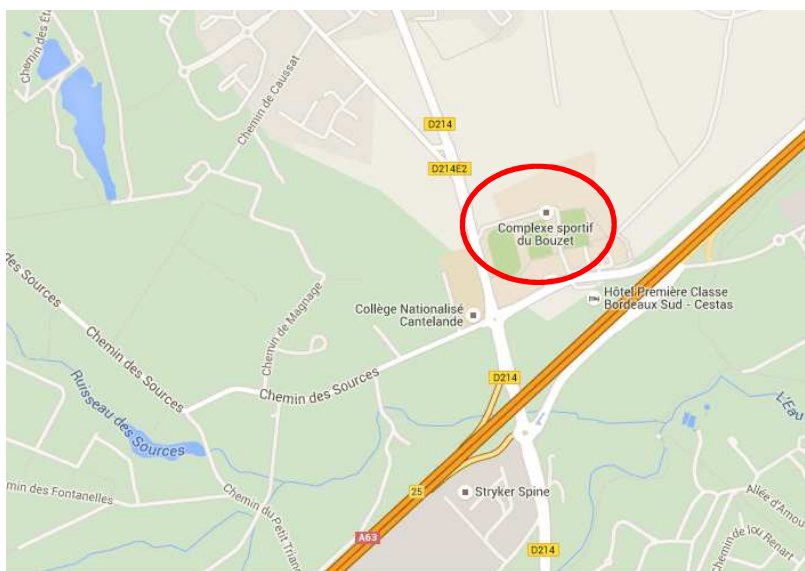 Chemin des Ét
Chemin de Caussat
D214
D214E2
Complexe sportif
du Bouzet
Hôtel Première Classe
Bordeaux Sud - Cestas
Collège Nationalisé
Cantelande
des Sources
Chemin de Magnage
Chemin des Sources
Chemin des Sources
D214
Ruisseau des Sources
L'Eau
L'
min des Fontanelles
25
Stryker Spine
Allée d'Amou
Chemin du Petit Triano
Chemin de lou Renart
A63
D214